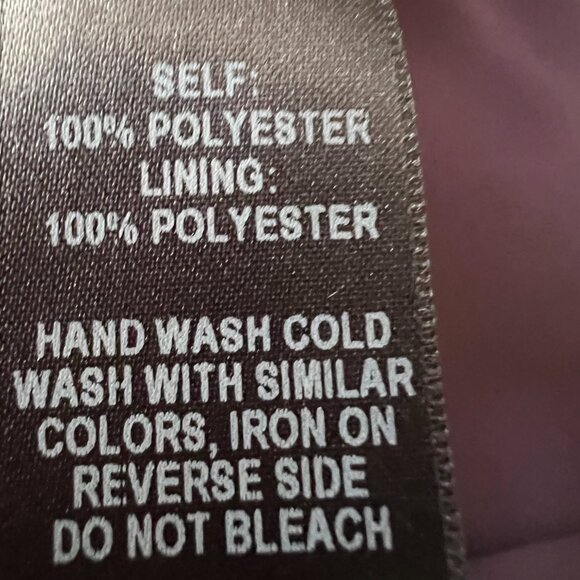 SELF:
100% POLYESTER
LINING:
100% POLYESTER
HAND WASH COLD
WASH WITH SIMILAR
COLORS, IRON ON
REVERSE SIDE
DO NOT BLEACH